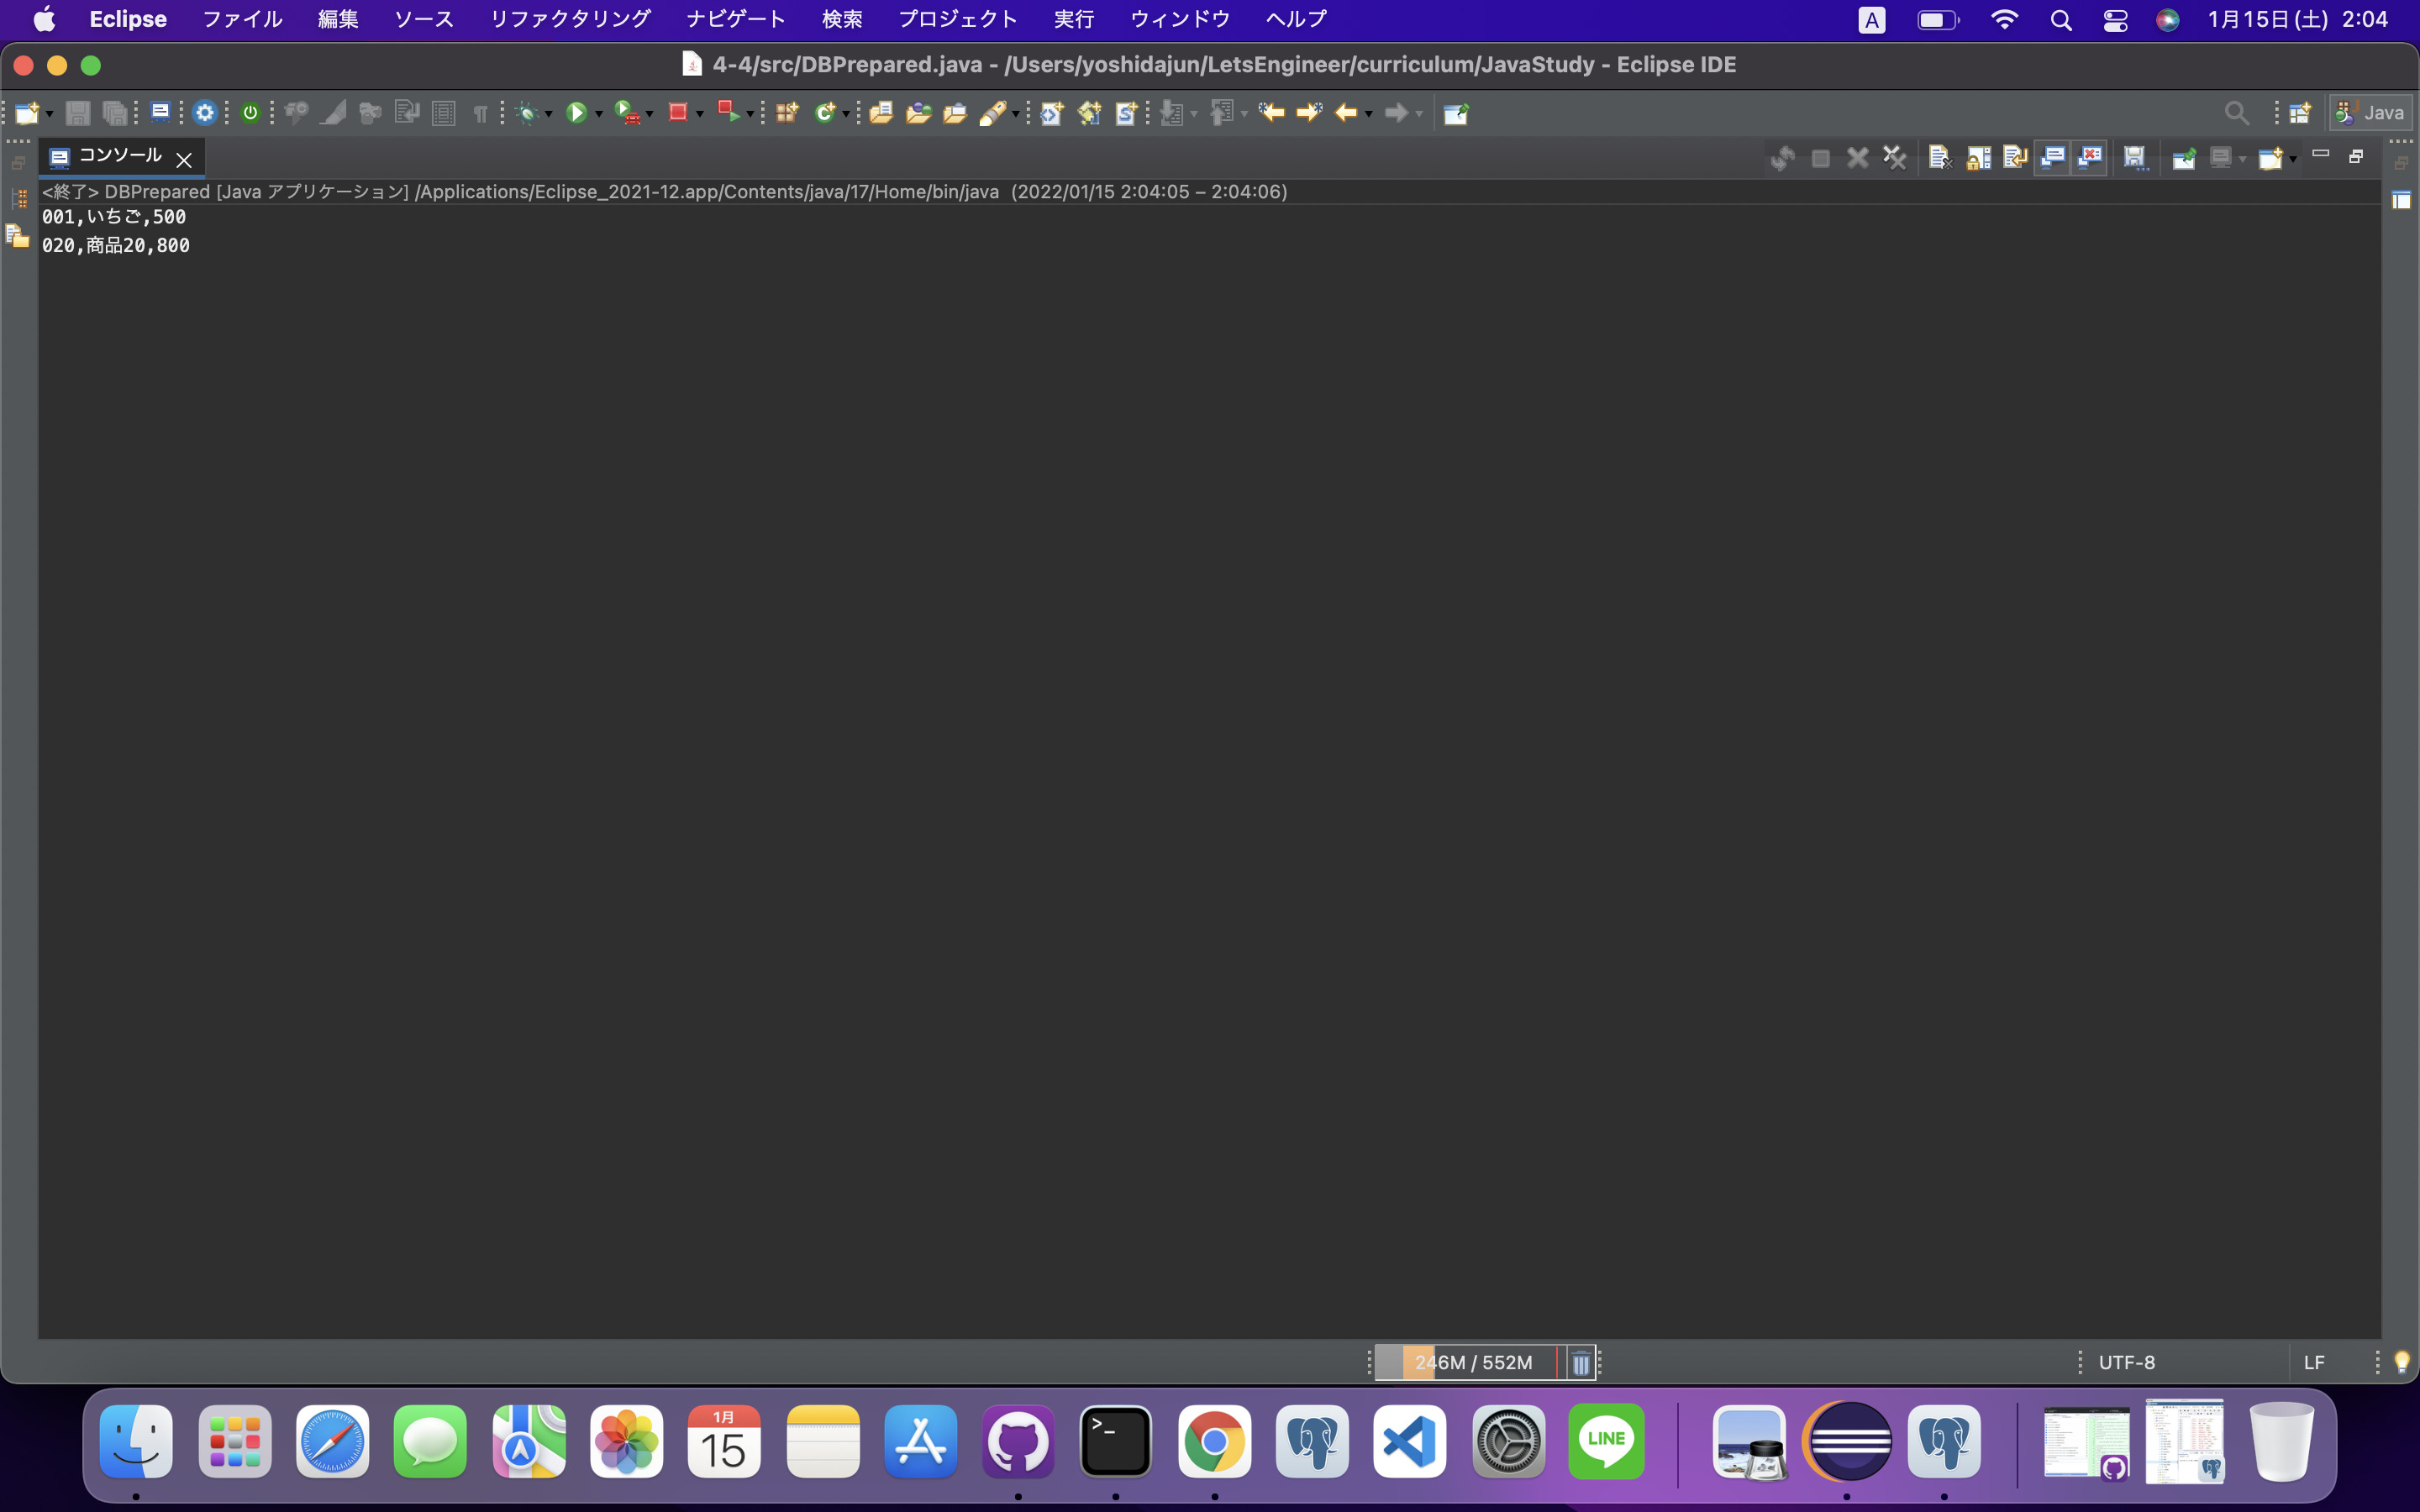 Eclipse ファイル 編集 ソース リファクタリング ナビゲート 検索 プロジェクト 実行 ウィンドウ ヘルプ A 1月15日(土) 2:04
4-4/src/DBPrepared.java - /Users/yoshidajun/LetsEngineer/curriculum/JavaStudy - Eclipse IDE
Java
コンソール
<終了> DBPrepared [Java アプリケーション] /Applications/Eclipse_2021-12.app/Contents/java/17/Home/bin/java (2022/01/15 2:04:05 – 2:04:06)
001,いちご,500
020,商品20,800
246M / 552M UTF-8 LF
1月
15
>_
LINE